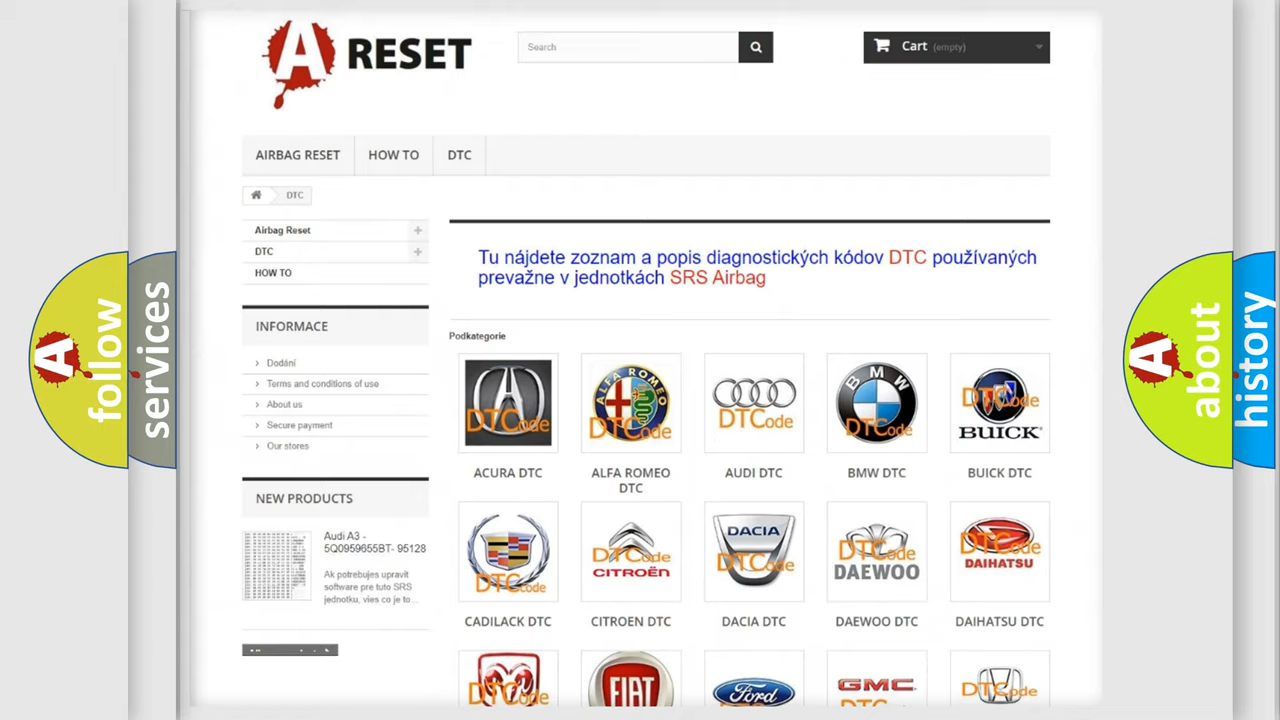 A RESET
Search
Cart (empty)
AIRBAG RESET
HOW TO
DTC
DTC
Airbag Reset
DTC
HOW TO
Tu nájdete zoznam a popis diagnostických kódov DTC používaných
prevažne v jednotkách SRS Airbag
INFORMACE
Dodání
Terms and conditions of use
About us
Secure payment
Our stores
Podkategorie
DTCode
ALFA ROMEO
DTCode
DTCode
BMW
DTCode
DTCode
BUICK
ACURA DTC
ALFA ROMEO
DTC
AUDI DTC
BMW DTC
BUICK DTC
NEW PRODUCTS
Audi A3 -
5Q0959655BT- 95128
Ak potrebujes upravit
software pre tuto SRS
jednotku, vies co je to...
DTCode
DTCode
CITROËN
DACIA
DTCode
DTCode
DAEWOO
DTCode
DAIHATSU
CADILACK DTC
CITROEN DTC
DACIA DTC
DAEWOO DTC
DAIHATSU DTC
DTCode
FIAT
Ford
DTCode
GMC
DTCode
A follow
services
A about
history